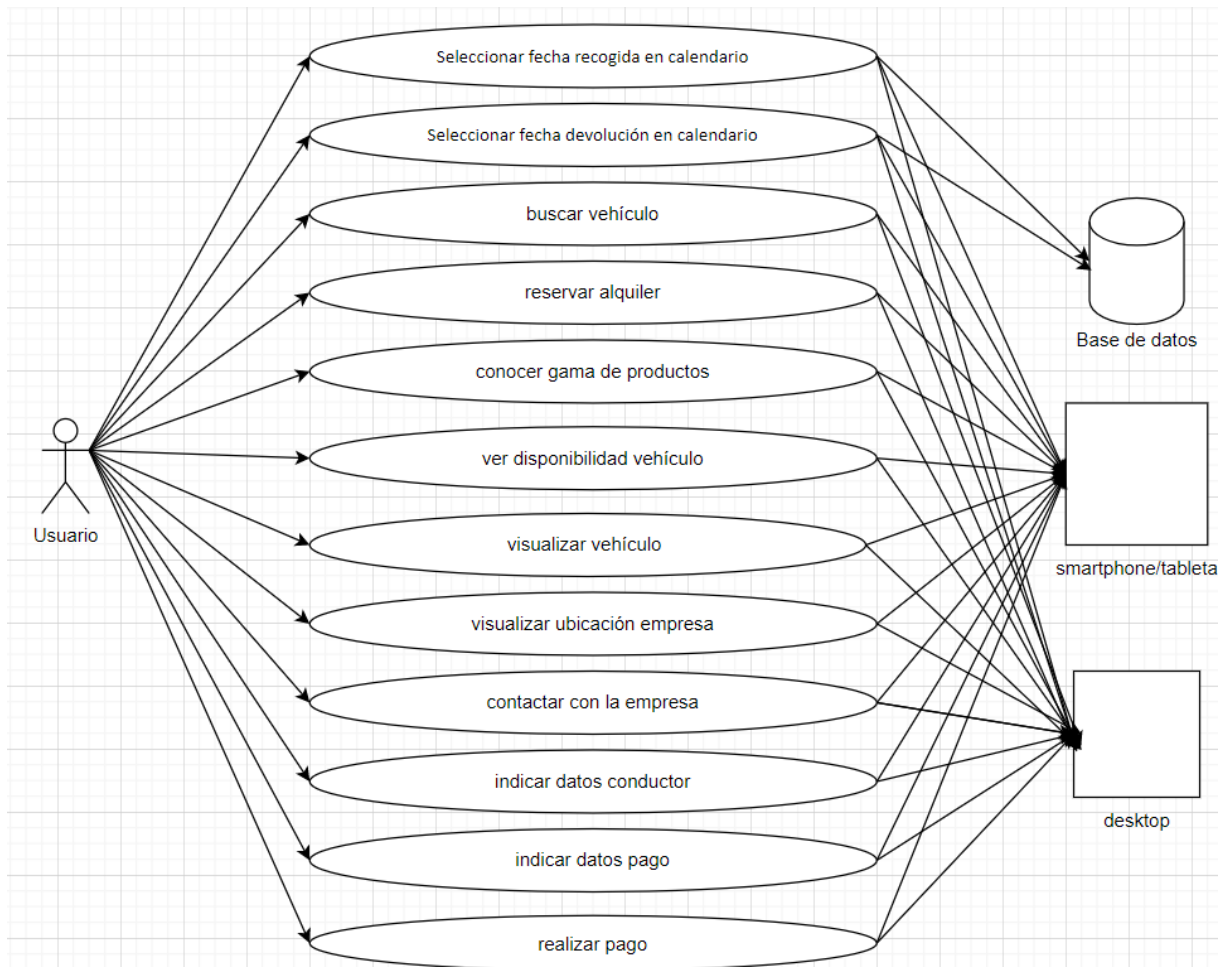 Seleccionar fecha recogida en calendario
Seleccionar fecha devolución en calendario
buscar vehículo
reservar alquiler
Base de datos
conocer gama de productos
ver disponibilidad vehículo
Usuario
visualizar vehículo
smartphone/tableta
visualizar ubicación empresa
contactar con la empresa
indicar datos conductor
desktop
indicar datos pago
realizar pago